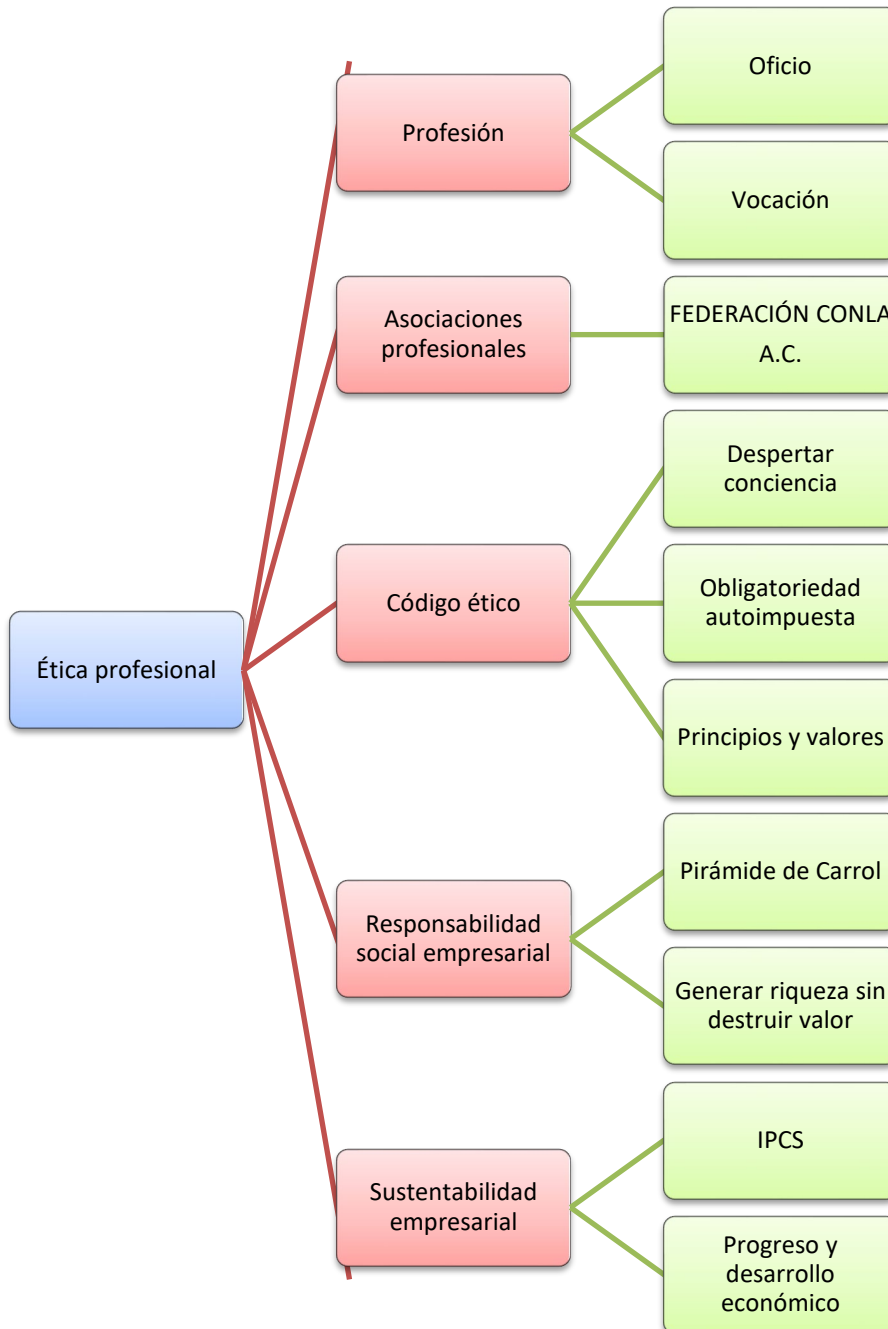 Oficio
Profesión
Vocación
Asociaciones
profesionales
FEDERACIÓN CONLA
A.C.
Despertar
conciencia
Código ético
Obligatoriedad
autoimpuesta
Ética profesional
Principios y valores
Pirámide de Carrol
Responsabilidad
social empresarial
Generar riqueza sin
destruir valor
IPCS
Sustentabilidad
empresarial
Progreso y
desarrollo
económico